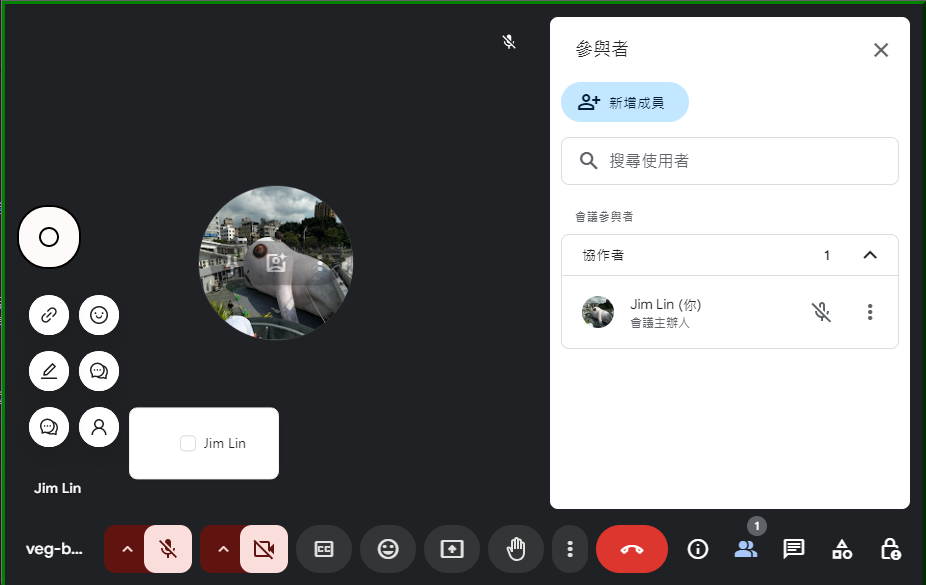 參與者
新增成員
搜尋使用者
會議參與者
協作者 1
Jim Lin (你)
會議主辦人
Jim Lin
Jim Lin
veg-b...
CC
1